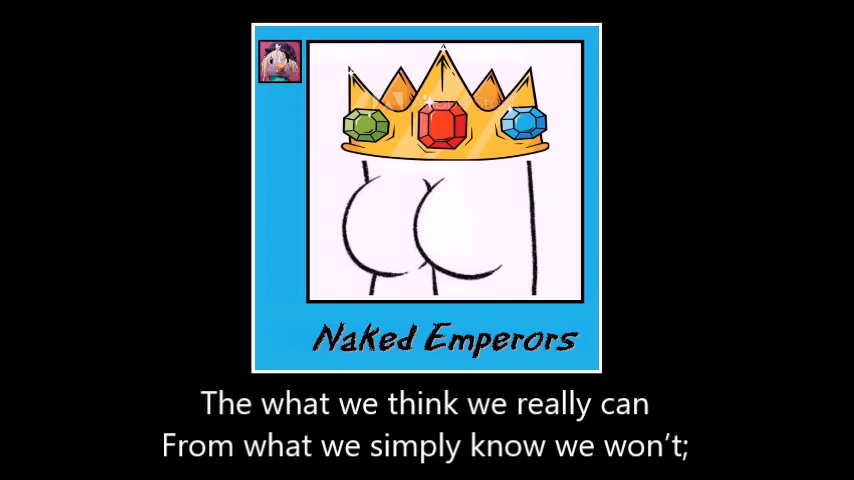 Naked Emperors
The what we think we really can
From what we simply know we won't;